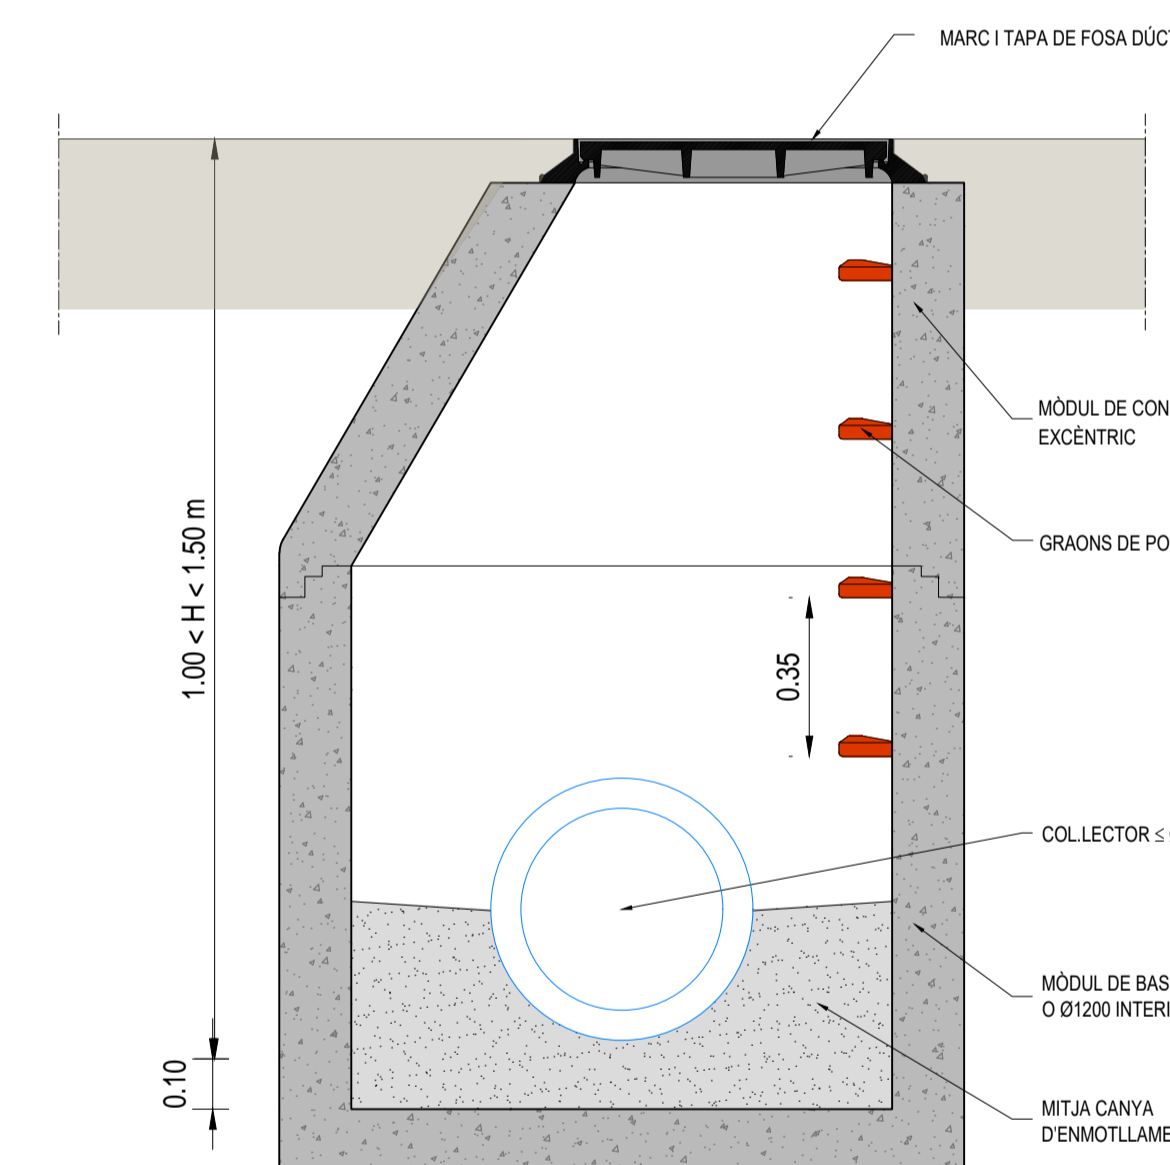 MARC I TAPA DE FOSA DÚCT
MÒDUL DE CON
EXCÈNTRIC
GRAONS DE PO
1.00 < H < 1.50 m
0.35
COL.LECTOR ≤
MÒDUL DE BAS
O Ø1200 INTERI
0.10
MITJA CANYA
D'ENMOTLLAME